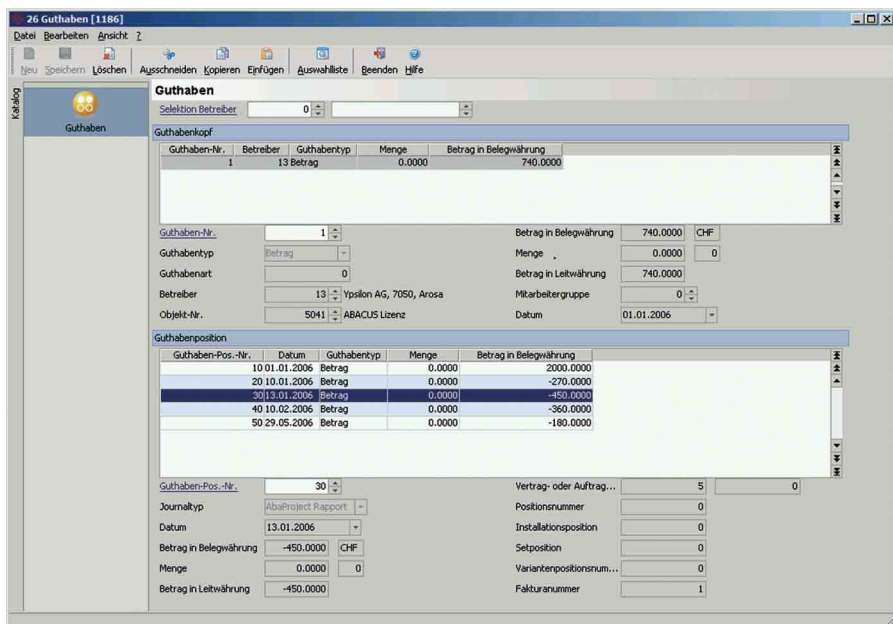 26 Guthaben [1186]
Datei Bearbeiten Ansicht ?
Neu Speichern Löschen Ausschneiden Kopieren Einfügen Auswahlliste Beenden Hilfe
Katalog
Guthaben
Guthaben
Selektion Betreiber 0
Guthabenkopf
Guthaben-Nr. Betreiber Guthabentyp Menge Betrag in Belegwährung
1 13 Betrag 0.0000 740.0000
Guthaben-Nr. 1 Betrag in Belegwährung 740.0000 CHF
Guthabentyp Betrag Menge 0.0000 0
Guthabenart 0 Betrag in Leitwährung 740.0000
Betreiber 13 Ypsilon AG, 7050, Arosa Mitarbeitergruppe 0
Objekt-Nr. 5041 ABACUS Lizenz Datum 01.01.2006
Guthabenposition
Guthaben-Pos.-Nr. Datum Guthabentyp Menge Betrag in Belegwährung
10 01.01.2006 Betrag 0.0000 2000.0000
20 10.01.2006 Betrag 0.0000 -270.0000
30 13.01.2006 Betrag 0.0000 -450.0000
40 10.02.2006 Betrag 0.0000 -360.0000
50 29.05.2006 Betrag 0.0000 -180.0000
Guthaben-Pos.-Nr. 30 Vertrag- oder Auftrag... 5 0
Journaltyp AbaProject Rapport Positionsnummer 0
Datum 13.01.2006 Installationsposition 0
Betrag in Belegwährung -450.0000 CHF Setposition 0
Menge 0.0000 0 Variantenpositionsnum... 0
Betrag in Leitwährung -450.0000 Fakturanummer 1